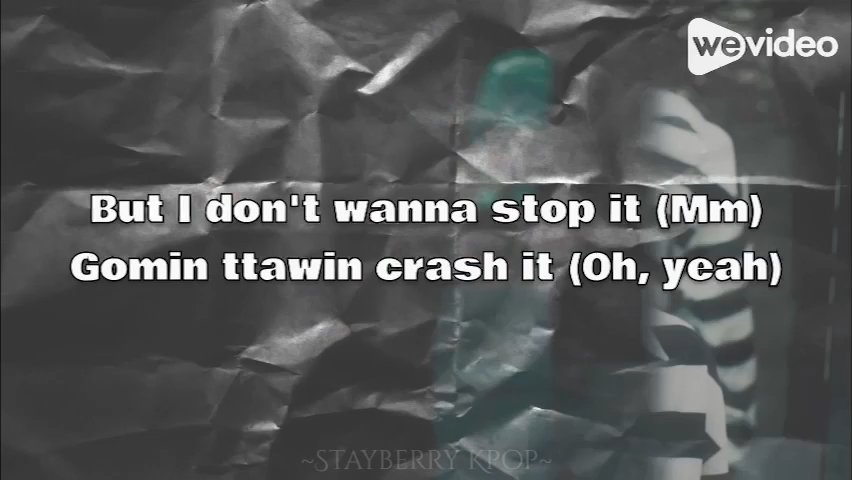 wevideo
But I don't wanna stop it (Mm)
Gomin ttawin crash it (Oh, yeah)
~Stayberry Kpop~